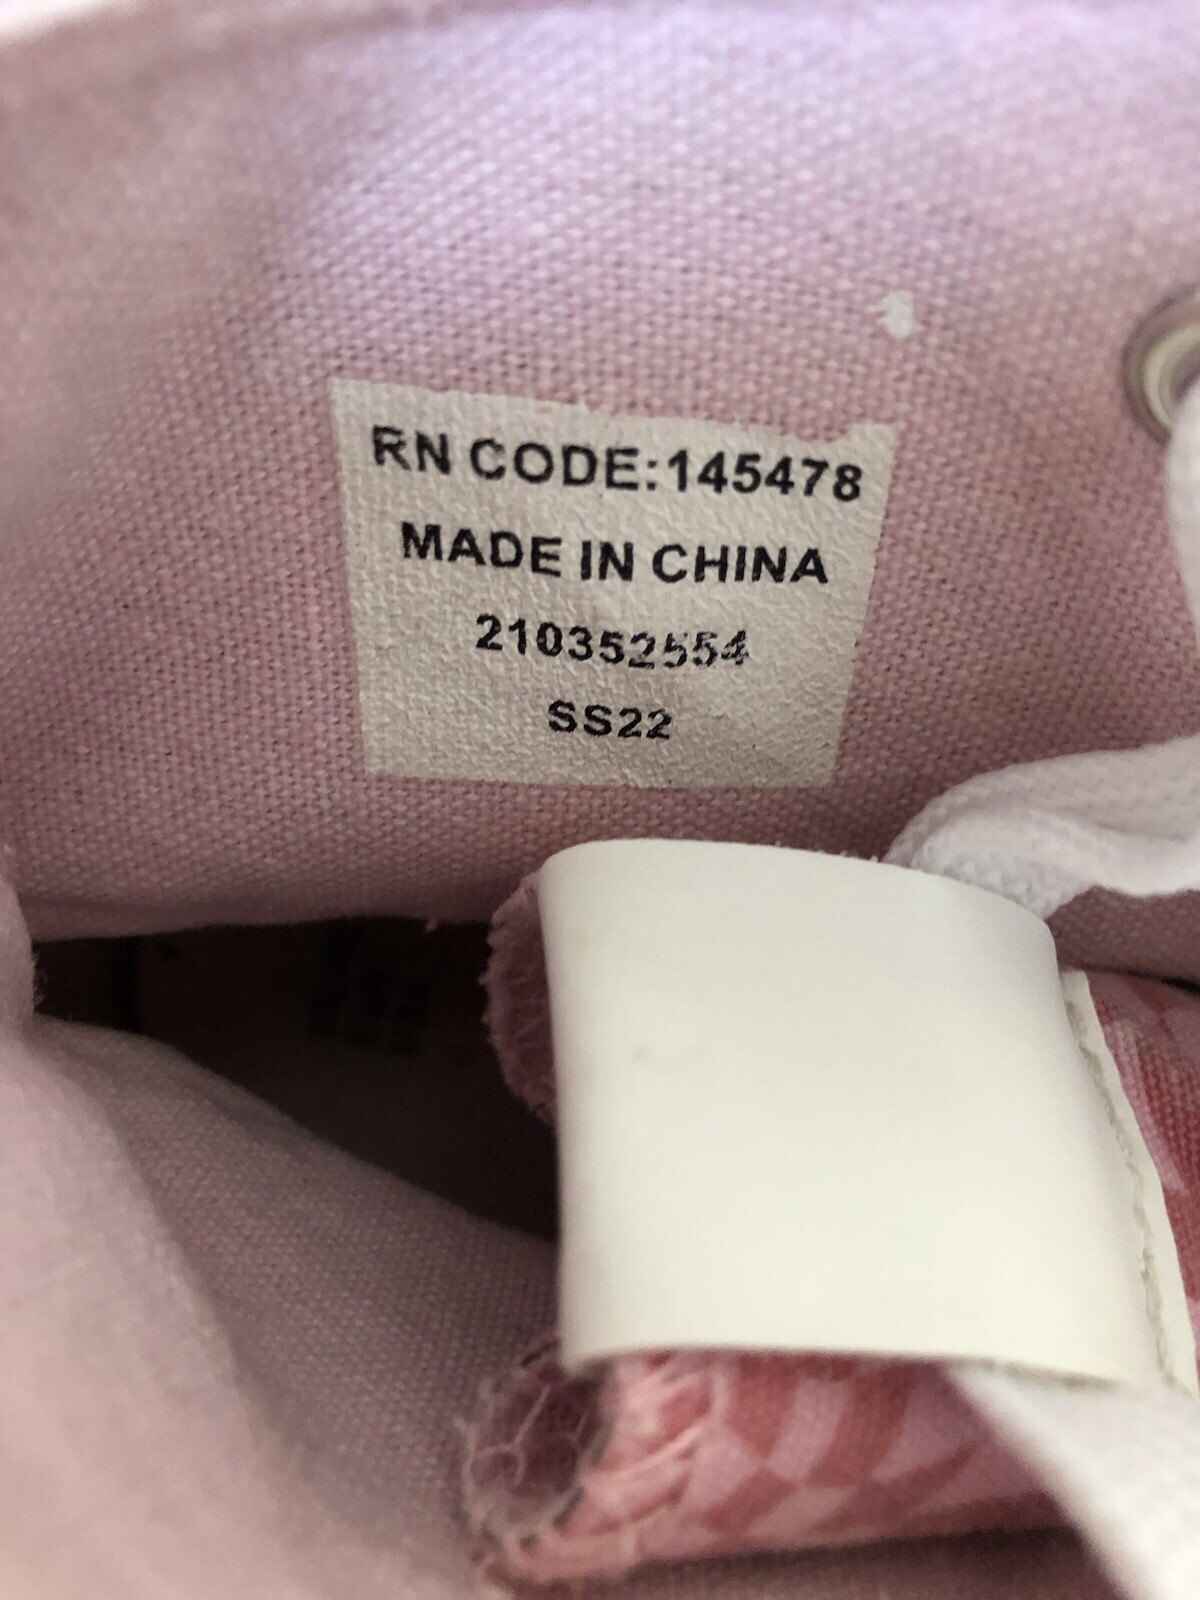 RN CODE:145478
MADE IN CHINA
210352554
SS22